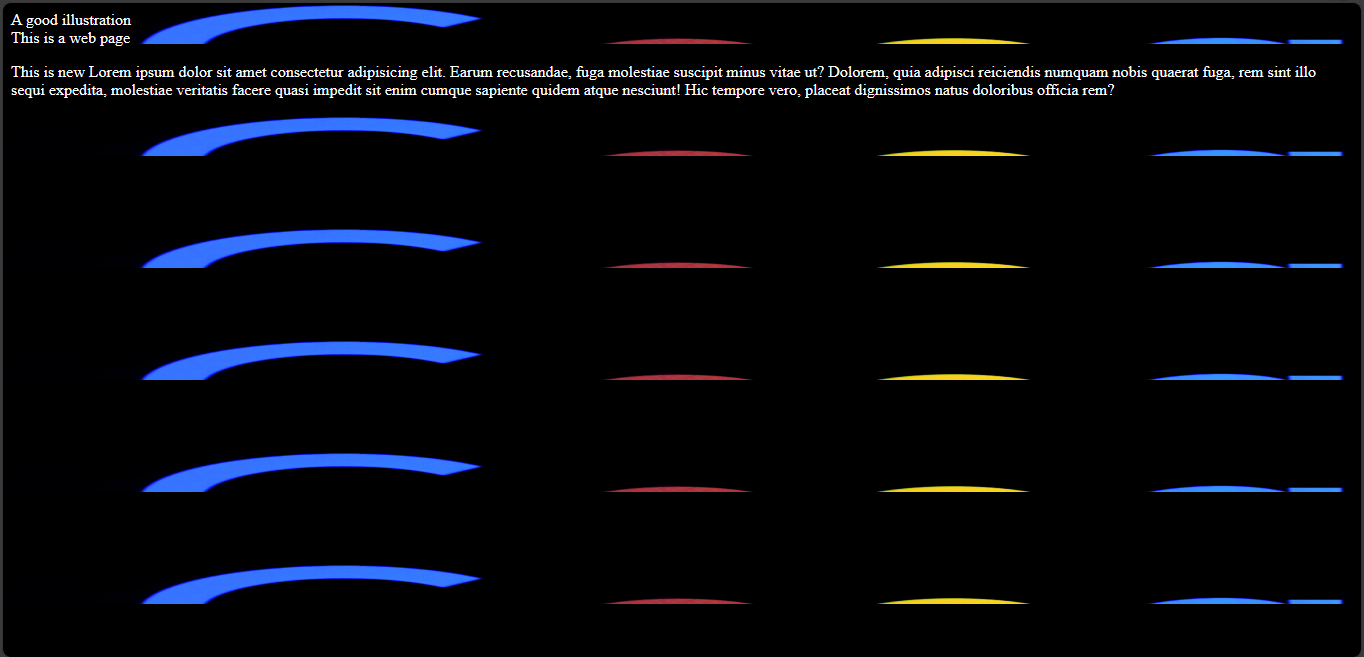 A good illustration
This is a web page
This is new Lorem ipsum dolor sit amet consectetur adipisicing elit. Earum recusandae, fuga molestiae suscipit minus vitae ut? Dolorem, quia adipisci reiciendis numquam nobis quaerat fuga, rem sint illo
sequi expedita, molestiae veritatis facere quasi impedit sit enim cumque sapiente quidem atque nesciunt! Hic tempore vero, placeat dignissimos natus doloribus officia rem?